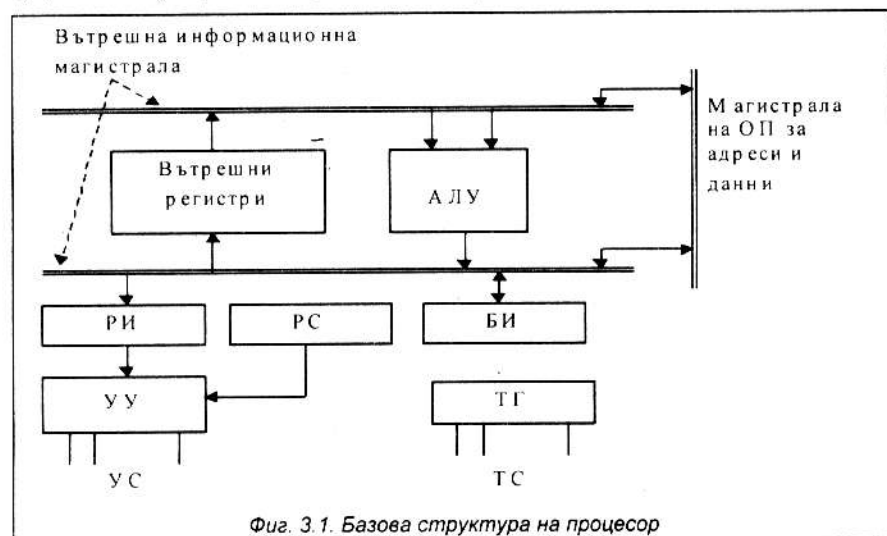 Вътрешна информационна
магистрала
Магистрала
на ОП за
адреси и
данни
Вътрешни
регистри
АЛУ
РИ
РС
БИ
УУ
ТГ
УС
ТС
Фиг. 3.1. Базова структура на процесор